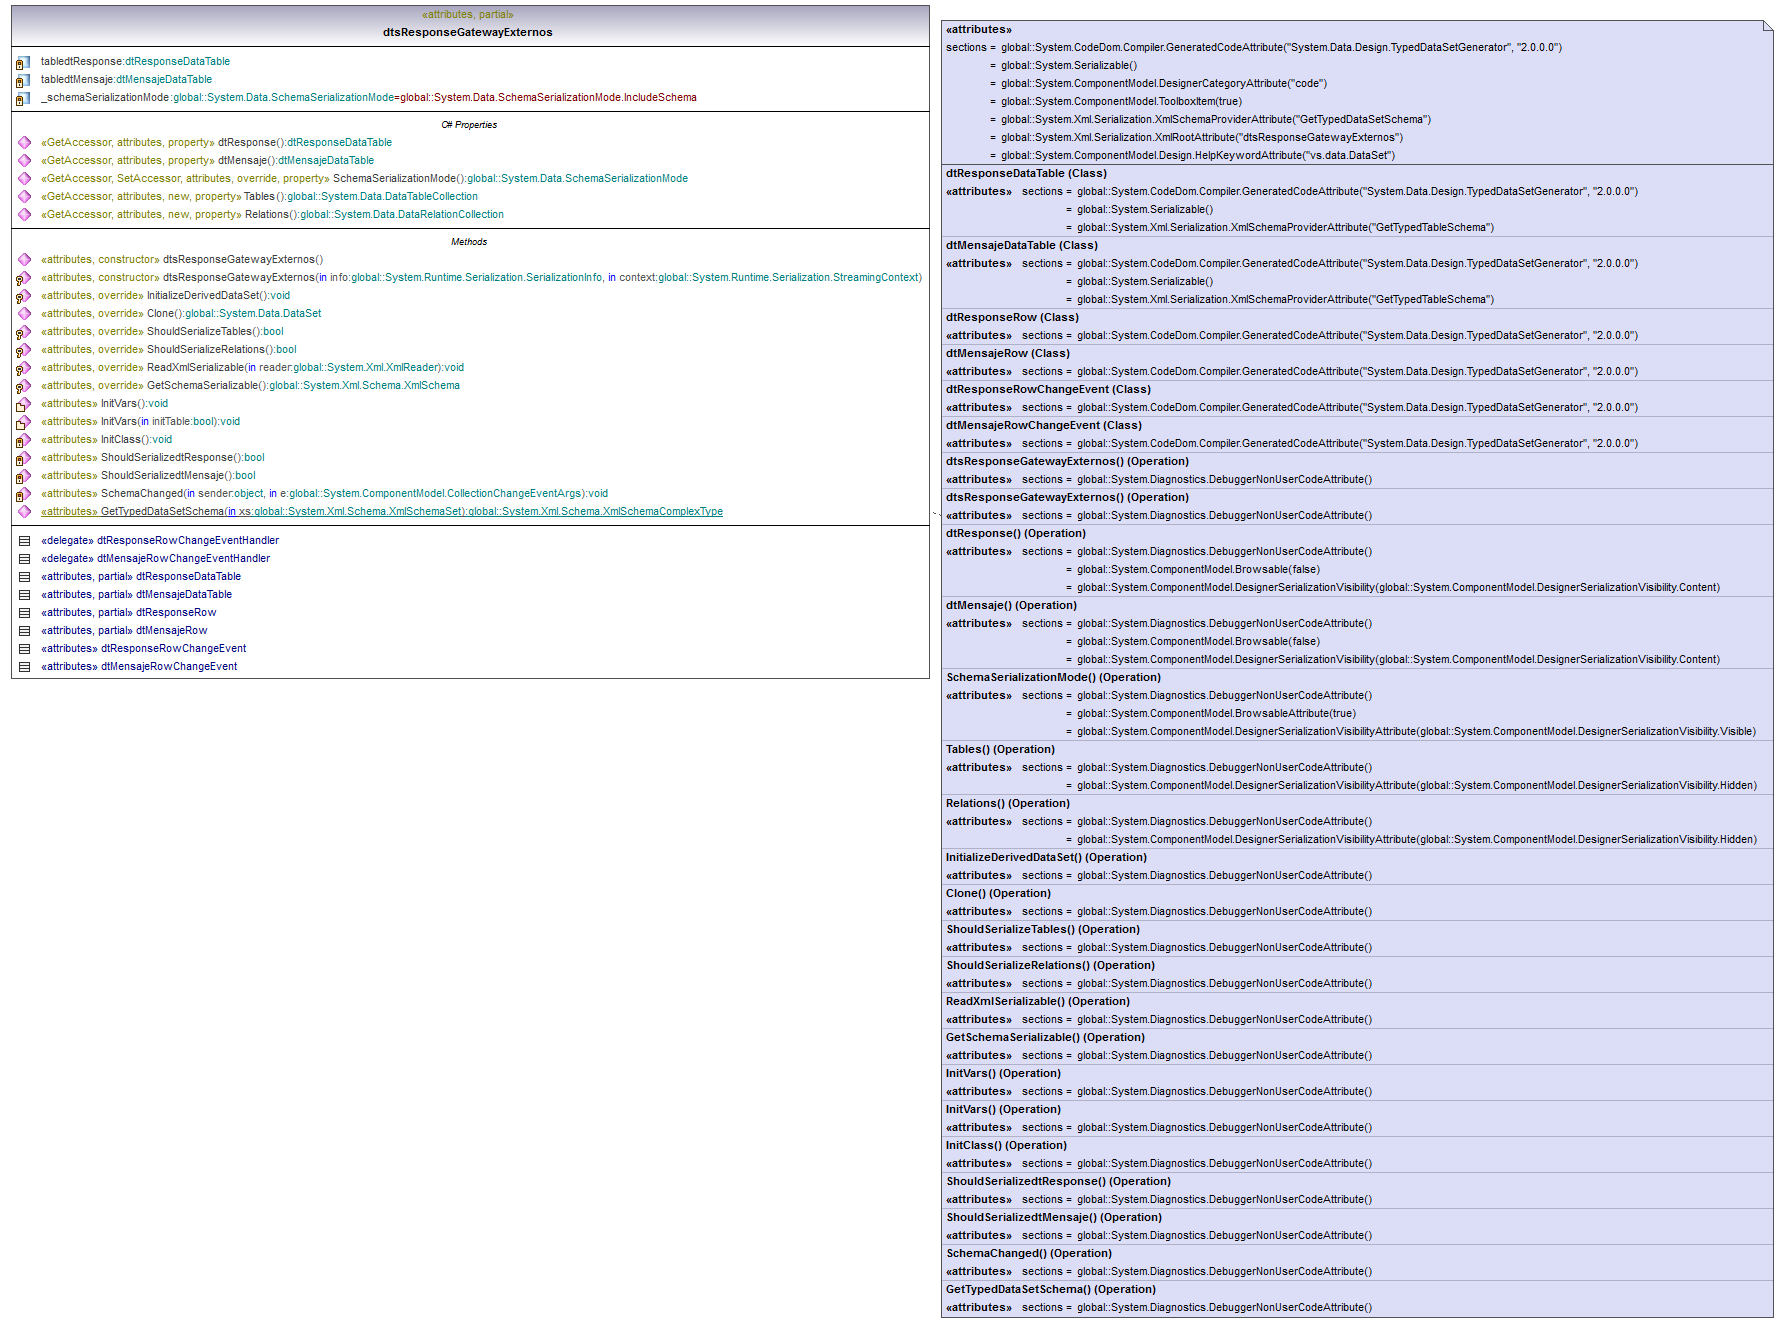 «attributes, partial»
dtsResponseGatewayExternos
tabledtResponse:dtResponseDataTable
tabledtMensaje:dtMensajeDataTable
_schemaSerializationMode:global::System.Data.SchemaSerializationMode=global::System.Data.SchemaSerializationMode.IncludeSchema
C# Properties
«GetAccessor, attributes, property» dtResponse():dtResponseDataTable
«GetAccessor, attributes, property» dtMensaje():dtMensajeDataTable
«GetAccessor, SetAccessor, attributes, override, property» SchemaSerializationMode():global::System.Data.SchemaSerializationMode
«GetAccessor, attributes, new, property» Tables():global::System.Data.DataTableCollection
«GetAccessor, attributes, new, property» Relations():global::System.Data.DataRelationCollection
Methods
«attributes, constructor» dtsResponseGatewayExternos()
«attributes, constructor» dtsResponseGatewayExternos(in info:global::System.Runtime.Serialization.SerializationInfo, in context:global::System.Runtime.Serialization.StreamingContext)
«attributes, override» InitializeDerivedDataSet():void
«attributes, override» Clone():global::System.Data.DataSet
«attributes, override» ShouldSerializeTables():bool
«attributes, override» ShouldSerializeRelations():bool
«attributes, override» ReadXmlSerializable(in reader:global::System.Xml.XmlReader):void
«attributes, override» GetSchemaSerializable():global::System.Xml.Schema.XmlSchema
«attributes» InitVars():void
«attributes» InitVars(in initTable:bool):void
«attributes» InitClass():void
«attributes» ShouldSerializedtResponse():bool
«attributes» ShouldSerializedtMensaje():bool
«attributes» SchemaChanged(in sender:object, in e:global::System.ComponentModel.CollectionChangeEventArgs):void
«attributes» GetTypedDataSetSchema(in xs:global::System.Xml.Schema.XmlSchemaSet):global::System.Xml.Schema.XmlSchemaComplexType
«delegate» dtResponseRowChangeEventHandler
«delegate» dtMensajeRowChangeEventHandler
«attributes, partial» dtResponseDataTable
«attributes, partial» dtMensajeDataTable
«attributes, partial» dtResponseRow
«attributes, partial» dtMensajeRow
«attributes» dtResponseRowChangeEvent
«attributes» dtMensajeRowChangeEvent
«attributes»
sections = global::System.CodeDom.Compiler.GeneratedCodeAttribute("System.Data.Design.TypedDataSetGenerator", "2.0.0.0")
= global::System.Serializable()
= global::System.ComponentModel.DesignerCategoryAttribute("code")
= global::System.ComponentModel.ToolboxItem(true)
= global::System.Xml.Serialization.XmlSchemaProviderAttribute("GetTypedDataSetSchema")
= global::System.Xml.Serialization.XmlRootAttribute("dtsResponseGatewayExternos")
= global::System.ComponentModel.Design.HelpKeywordAttribute("vs.data.DataSet")
dtResponseDataTable (Class)
«attributes» sections = global::System.CodeDom.Compiler.GeneratedCodeAttribute("System.Data.Design.TypedDataSetGenerator", "2.0.0.0")
= global::System.Serializable()
= global::System.Xml.Serialization.XmlSchemaProviderAttribute("GetTypedTableSchema")
dtMensajeDataTable (Class)
«attributes» sections = global::System.CodeDom.Compiler.GeneratedCodeAttribute("System.Data.Design.TypedDataSetGenerator", "2.0.0.0")
= global::System.Serializable()
= global::System.Xml.Serialization.XmlSchemaProviderAttribute("GetTypedTableSchema")
dtResponseRow (Class)
«attributes» sections = global::System.CodeDom.Compiler.GeneratedCodeAttribute("System.Data.Design.TypedDataSetGenerator", "2.0.0.0")
dtMensajeRow (Class)
«attributes» sections = global::System.CodeDom.Compiler.GeneratedCodeAttribute("System.Data.Design.TypedDataSetGenerator", "2.0.0.0")
dtResponseRowChangeEvent (Class)
«attributes» sections = global::System.CodeDom.Compiler.GeneratedCodeAttribute("System.Data.Design.TypedDataSetGenerator", "2.0.0.0")
dtMensajeRowChangeEvent (Class)
«attributes» sections = global::System.CodeDom.Compiler.GeneratedCodeAttribute("System.Data.Design.TypedDataSetGenerator", "2.0.0.0")
dtsResponseGatewayExternos() (Operation)
«attributes» sections = global::System.Diagnostics.DebuggerNonUserCodeAttribute()
dtsResponseGatewayExternos() (Operation)
«attributes» sections = global::System.Diagnostics.DebuggerNonUserCodeAttribute()
dtResponse() (Operation)
«attributes» sections = global::System.Diagnostics.DebuggerNonUserCodeAttribute()
= global::System.ComponentModel.Browsable(false)
= global::System.ComponentModel.DesignerSerializationVisibility(global::System.ComponentModel.DesignerSerializationVisibility.Content)
dtMensaje() (Operation)
«attributes» sections = global::System.Diagnostics.DebuggerNonUserCodeAttribute()
= global::System.ComponentModel.Browsable(false)
= global::System.ComponentModel.DesignerSerializationVisibility(global::System.ComponentModel.DesignerSerializationVisibility.Content)
SchemaSerializationMode() (Operation)
«attributes» sections = global::System.Diagnostics.DebuggerNonUserCodeAttribute()
= global::System.ComponentModel.BrowsableAttribute(true)
= global::System.ComponentModel.DesignerSerializationVisibilityAttribute(global::System.ComponentModel.DesignerSerializationVisibility.Visible)
Tables() (Operation)
«attributes» sections = global::System.Diagnostics.DebuggerNonUserCodeAttribute()
= global::System.ComponentModel.DesignerSerializationVisibilityAttribute(global::System.ComponentModel.DesignerSerializationVisibility.Hidden)
Relations() (Operation)
«attributes» sections = global::System.Diagnostics.DebuggerNonUserCodeAttribute()
= global::System.ComponentModel.DesignerSerializationVisibilityAttribute(global::System.ComponentModel.DesignerSerializationVisibility.Hidden)
InitializeDerivedDataSet() (Operation)
«attributes» sections = global::System.Diagnostics.DebuggerNonUserCodeAttribute()
Clone() (Operation)
«attributes» sections = global::System.Diagnostics.DebuggerNonUserCodeAttribute()
ShouldSerializeTables() (Operation)
«attributes» sections = global::System.Diagnostics.DebuggerNonUserCodeAttribute()
ShouldSerializeRelations() (Operation)
«attributes» sections = global::System.Diagnostics.DebuggerNonUserCodeAttribute()
ReadXmlSerializable() (Operation)
«attributes» sections = global::System.Diagnostics.DebuggerNonUserCodeAttribute()
GetSchemaSerializable() (Operation)
«attributes» sections = global::System.Diagnostics.DebuggerNonUserCodeAttribute()
InitVars() (Operation)
«attributes» sections = global::System.Diagnostics.DebuggerNonUserCodeAttribute()
InitVars() (Operation)
«attributes» sections = global::System.Diagnostics.DebuggerNonUserCodeAttribute()
InitClass() (Operation)
«attributes» sections = global::System.Diagnostics.DebuggerNonUserCodeAttribute()
ShouldSerializedtResponse() (Operation)
«attributes» sections = global::System.Diagnostics.DebuggerNonUserCodeAttribute()
ShouldSerializedtMensaje() (Operation)
«attributes» sections = global::System.Diagnostics.DebuggerNonUserCodeAttribute()
SchemaChanged() (Operation)
«attributes» sections = global::System.Diagnostics.DebuggerNonUserCodeAttribute()
GetTypedDataSetSchema() (Operation)
«attributes» sections = global::System.Diagnostics.DebuggerNonUserCodeAttribute()